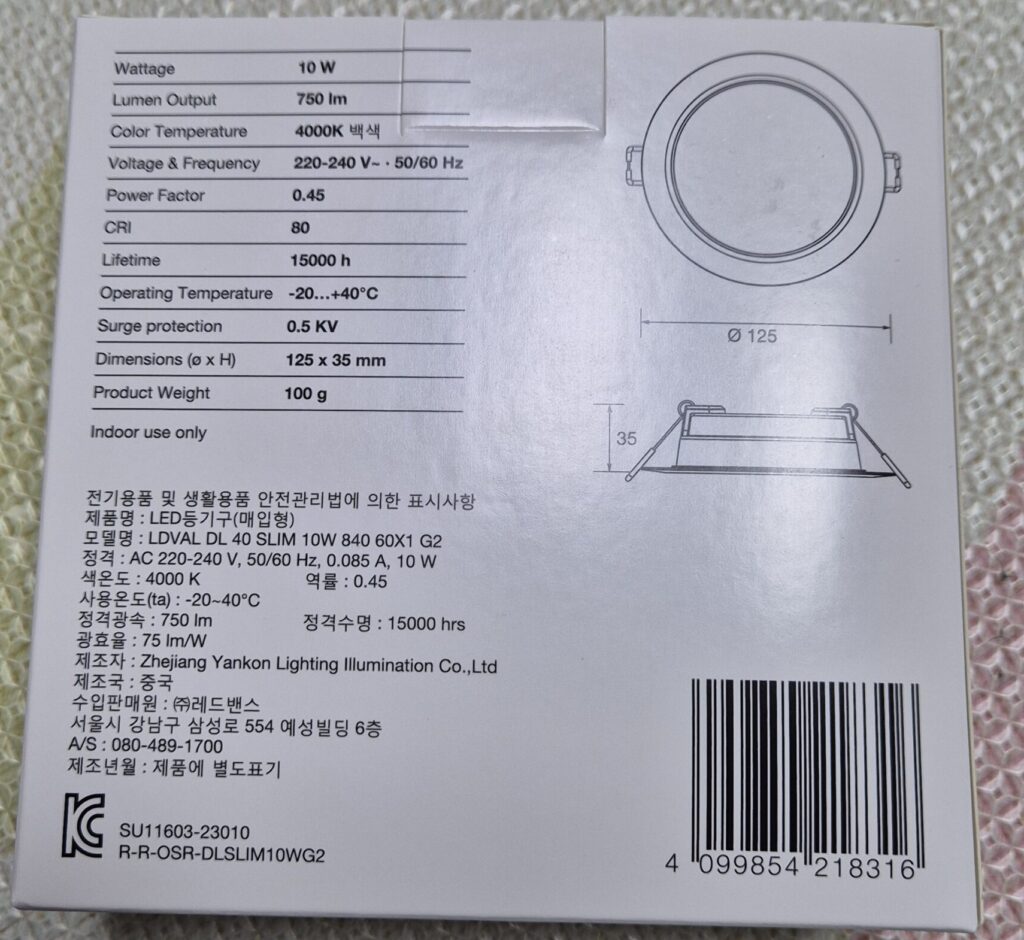 Wattage 10 W
Lumen Output 750 lm
Color Temperature 4000K 백색
Voltage & Frequency 220-240 V~ · 50/60 Hz
Power Factor 0.45
CRI 80
Lifetime 15000 h
Operating Temperature -20...+40°C
Surge protection 0.5 KV
Dimensions (ø x H) 125 x 35 mm
Product Weight 100 g
Indoor use only
Ø 125
35
전기용품 및 생활용품 안전관리법에 의한 표시사항
제품명 : LED등기구(매입형)
모델명 : LDVAL DL 40 SLIM 10W 840 60X1 G2
정격 : AC 220-240 V, 50/60 Hz, 0.085 A, 10 W
색온도 : 4000 K 역률 : 0.45
사용온도(ta) : -20~40°C
정격광속 : 750 lm 정격수명 : 15000 hrs
광효율 : 75 lm/W
제조자 : Zhejiang Yankon Lighting Illumination Co.,Ltd
제조국 : 중국
수입판매원 : ㈜레드밴스
서울시 강남구 삼성로 554 예성빌딩 6층
A/S : 080-489-1700
제조년월 : 제품에 별도표기
SU11603-23010
R-R-OSR-DLSLIM10WG2
4 099854 218316